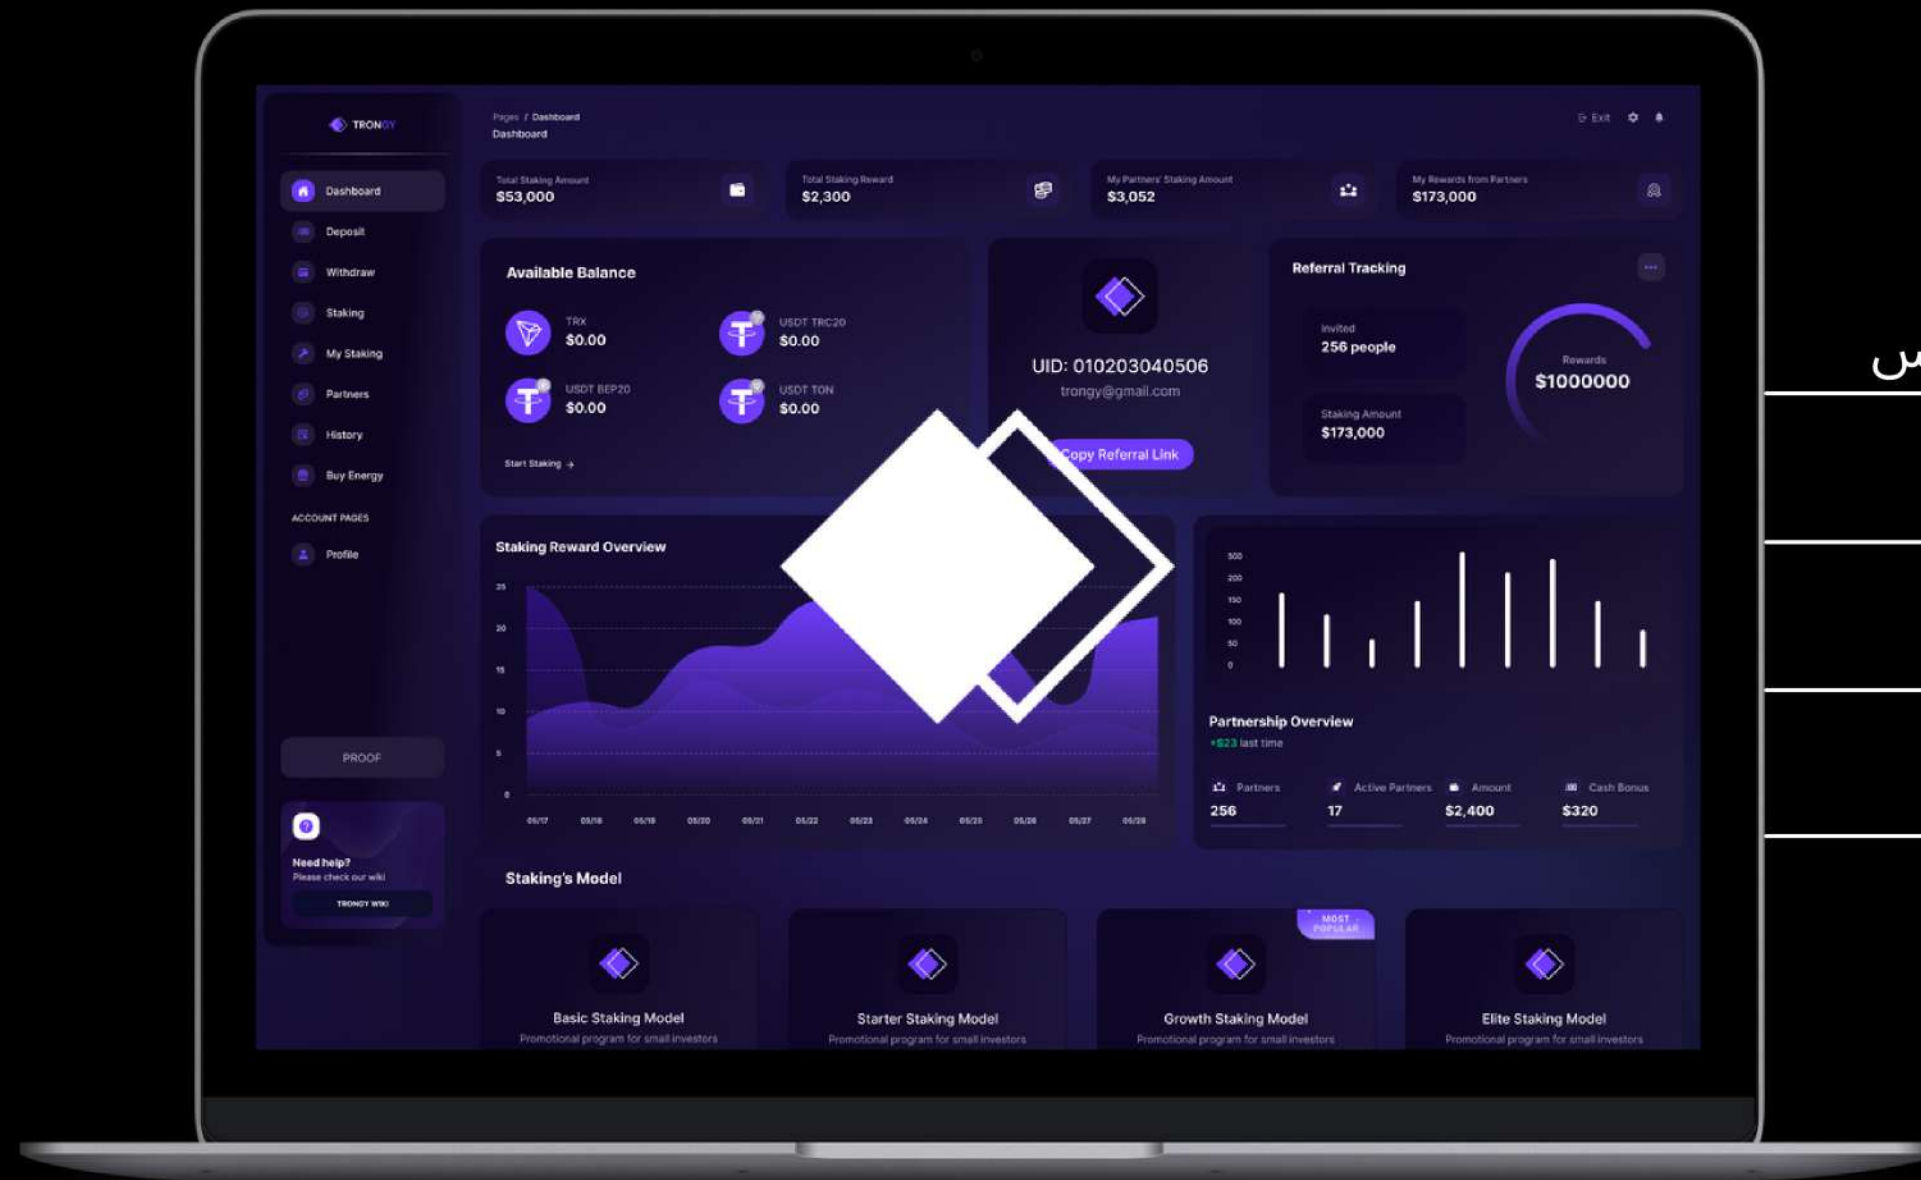 TRONGY
Pages / Dashboard
Dashboard
Exit
Dashboard
Deposit
Withdraw
Staking
My Staking
Partners
History
Buy Energy
ACCOUNT PAGES
Profile
PROOF
Need help?
Please check our wiki
TRONGY WIKI
Total Staking Amount
$53,000
Total Staking Reward
$2,300
My Partners' Staking Amount
$3,052
My Rewards from Partners
$173,000
Available Balance
TRX
$0.00
USDT TRC20
$0.00
USDT BEP20
$0.00
USDT TON
$0.00
Start Staking →
UID: 010203040506
trongy@gmail.com
Copy Referral Link
Referral Tracking
Invited
256 people
Staking Amount
$173,000
Rewards
$1000000
Staking Reward Overview
25
20
15
10
5
0
05/17 05/18 05/19 05/20 05/21 05/22 05/23 05/24 05/25 05/26 05/27 05/28
500
200
150
100
50
0
Partnership Overview
+$23 last time
Partners
256
Active Partners
17
Amount
$2,400
Cash Bonus
$320
Staking's Model
Basic Staking Model
Promotional program for small investors
Starter Staking Model
Promotional program for small investors
MOST
POPULAR
Growth Staking Model
Promotional program for small investors
Elite Staking Model
Promotional program for small investors